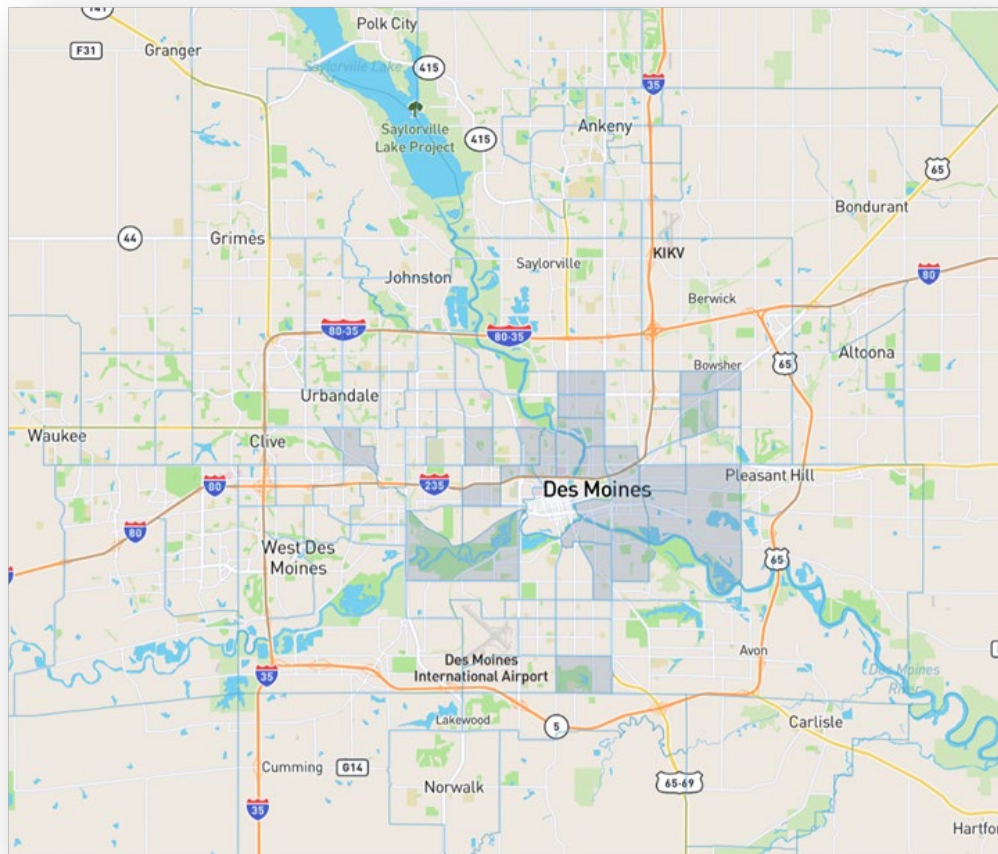 141
Polk City
F31
Granger
Saylorville Lake
415
35
Saylorville
Lake Project
415
Ankeny
65
Bondurant
44
Grimes
KIKV
Johnston
Saylorville
80
Berwick
80-35
80-35
Altoona
65
Bowsher
Urbandale
Waukee
Clive
80
235
Des Moines
Pleasant Hill
80
West Des
Moines
65
Des Moines
International Airport
Avon
35
Des Moines
River
Lakewood
5
Carlisle
Cumming
G14
Norwalk
65-69
35
Hartfor